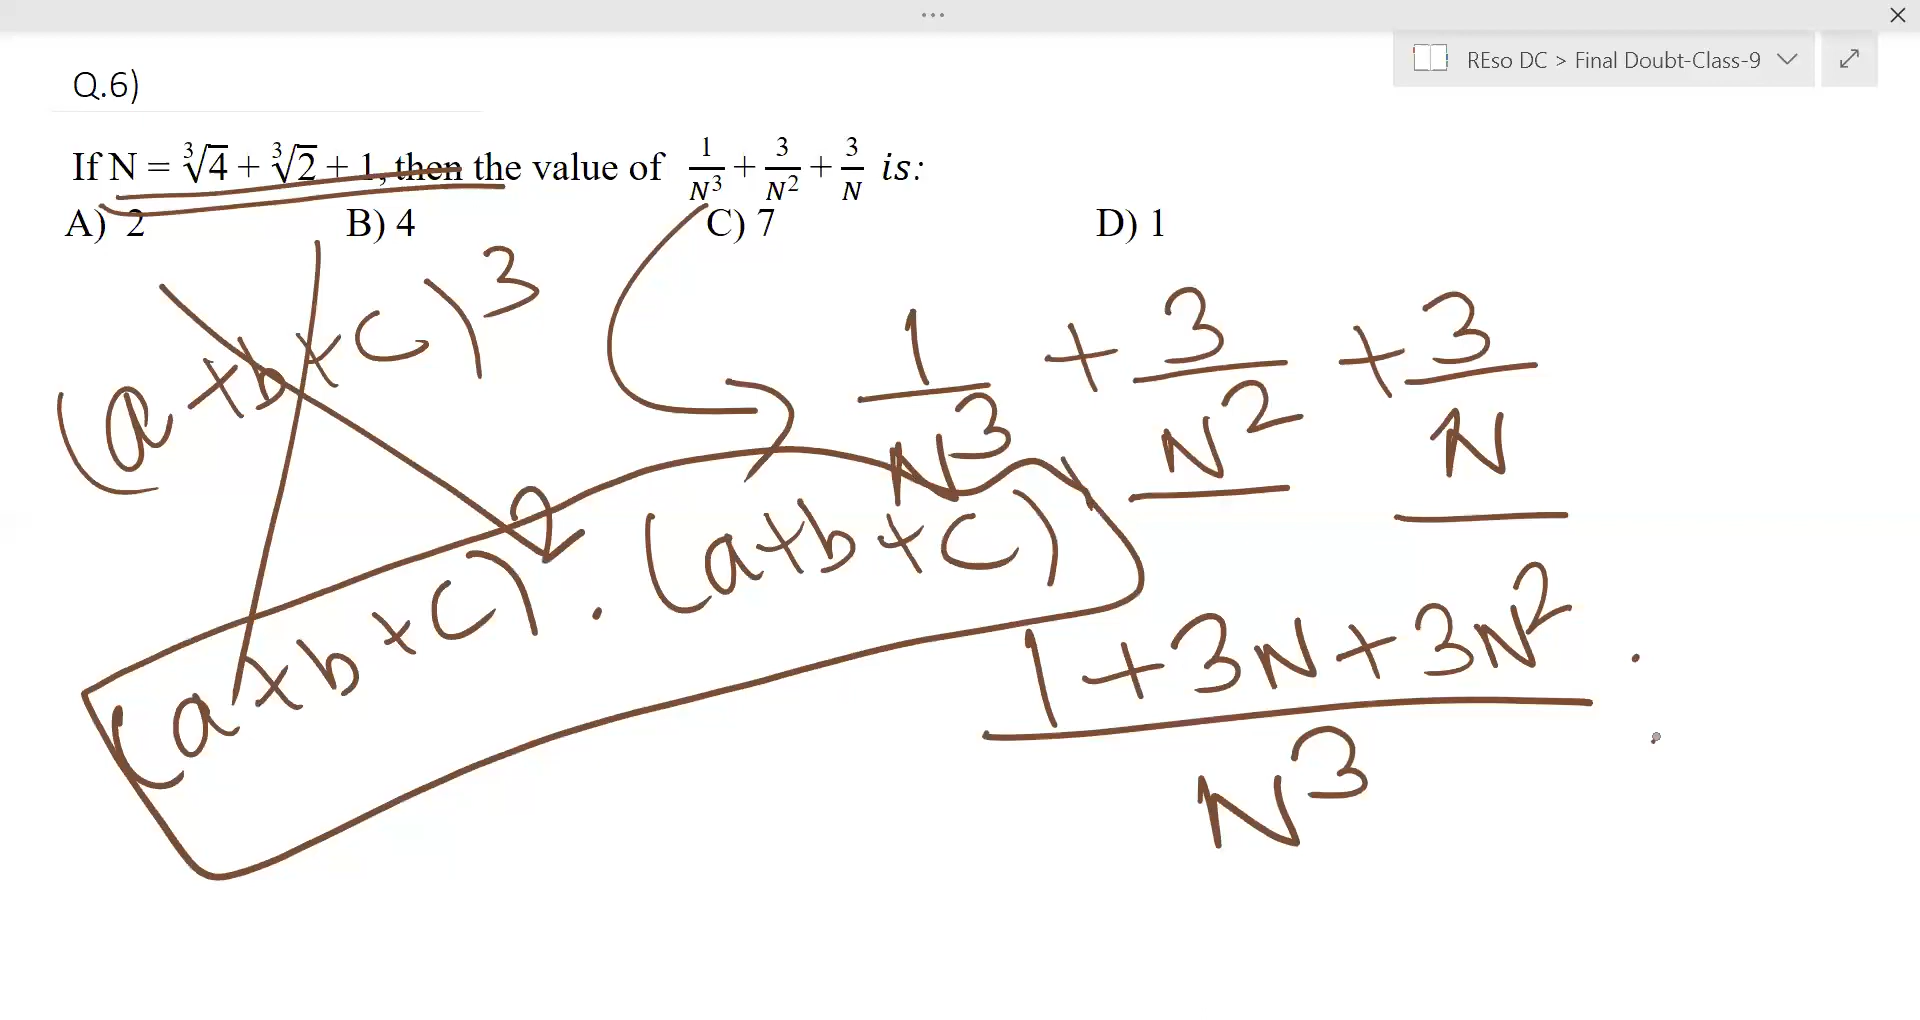 REso DC > Final Doubt-Class-9
Q.6)
If N = ∛4 + ∛2 + 1, then the value of 1/N³ + 3/N² + 3/N is:
A) 2 B) 4 C) 7 D) 1
(a+b+c)³
1/N³ + 3/N² + 3/N
(a+b+c)² . (a+b+c)
(1+3N+3N²)/N³